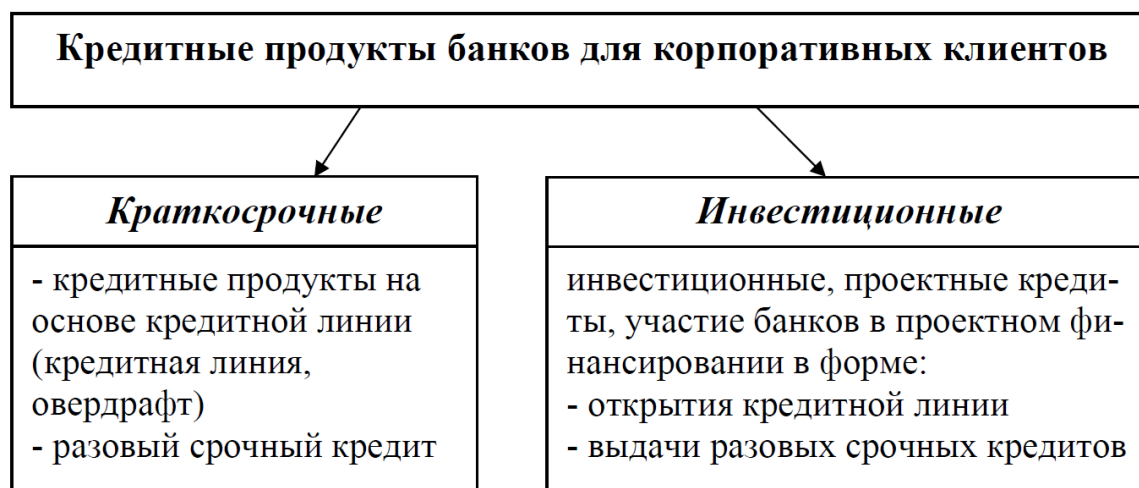 Кредитные продукты банков для корпоративных клиентов
Краткосрочные
- кредитные продукты на
основе кредитной линии
(кредитная линия,
овердрафт)
- разовый срочный кредит
Инвестиционные
инвестиционные, проектные креди-
ты, участие банков в проектном фи-
нансировании в форме:
- открытия кредитной линии
- выдачи разовых срочных кредитов